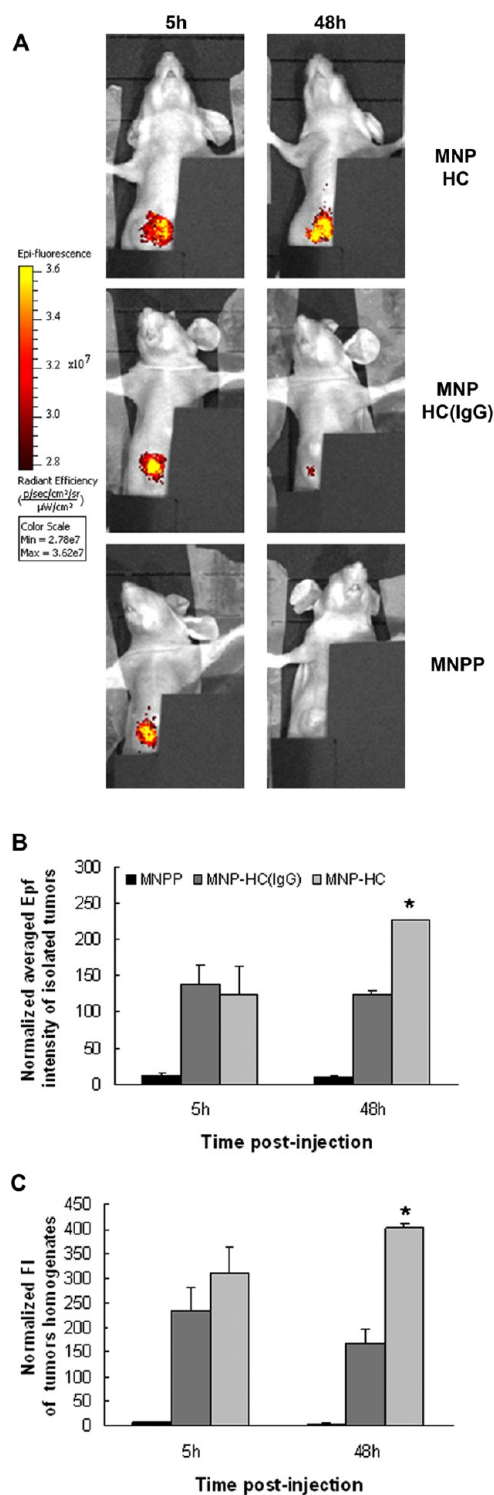 5h 48h
A
MNP
HC
Epi-fluorescence
3.6
3.4
x10⁷
3.2
3.0
2.8
Radiant Efficiency
(p/sec/cm²/sr
µW/cm²)
Color Scale
Min = 2.78e7
Max = 3.62e7
MNP
HC(IgG)
MNPP
B
300
250
200
150
100
50
0
MNPP MNP-HC(IgG) MNP-HC
*
Normalized averaged Epf
intensity of isolated tumors
5h 48h
Time post-injection
C
450
400
350
300
250
200
150
100
50
0
*
Normalized FI
of tumors homogenates
5h 48h
Time post-injection